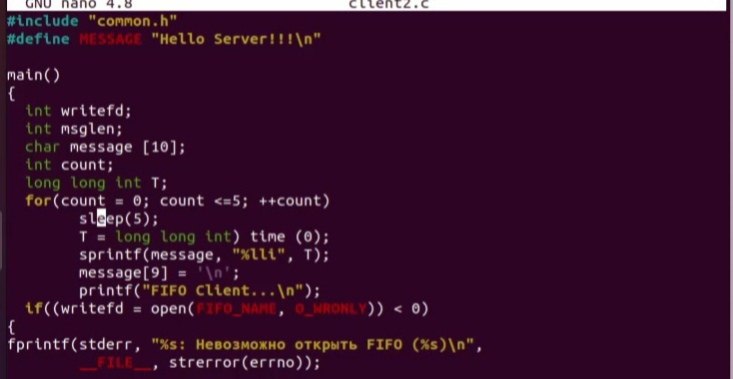 GNU nano 4.8 client2.c
#include "common.h"
#define MESSAGE "Hello Server!!!\n"
main()
{
int writefd;
int msglen;
char message [10];
int count;
long long int T;
for(count = 0; count <=5; ++count)
sleep(5);
T = long long int) time (0);
sprintf(message, "%lli", T);
message[9] = '\n';
printf("FIFO Client...\n");
if((writefd = open(FIFO_NAME, O_WRONLY)) < 0)
{
fprintf(stderr, "%s: Невозможно открыть FIFO (%s)\n",
__FILE__, strerror(errno));